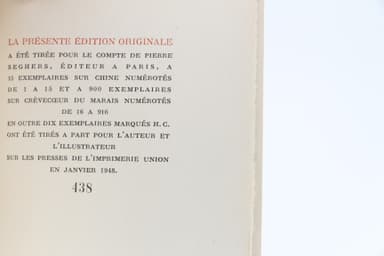 LA PRÉSENTE ÉDITION ORIGINALE
A ÉTÉ TIRÉE POUR LE COMPTE DE PIERRE
SEGHERS, ÉDITEUR A PARIS, A
15 EXEMPLAIRES SUR CHINE NUMÉROTÉS
DE 1 A 15 ET A 900 EXEMPLAIRES
SUR CRÈVECŒUR DU MARAIS NUMÉROTÉS
DE 16 A 916
EN OUTRE DIX EXEMPLAIRES MARQUÉS H. C.
ONT ÉTÉ TIRÉS A PART POUR L'AUTEUR ET
L'ILLUSTRATEUR
SUR LES PRESSES DE L'IMPRIMERIE UNION
EN JANVIER 1948.
438